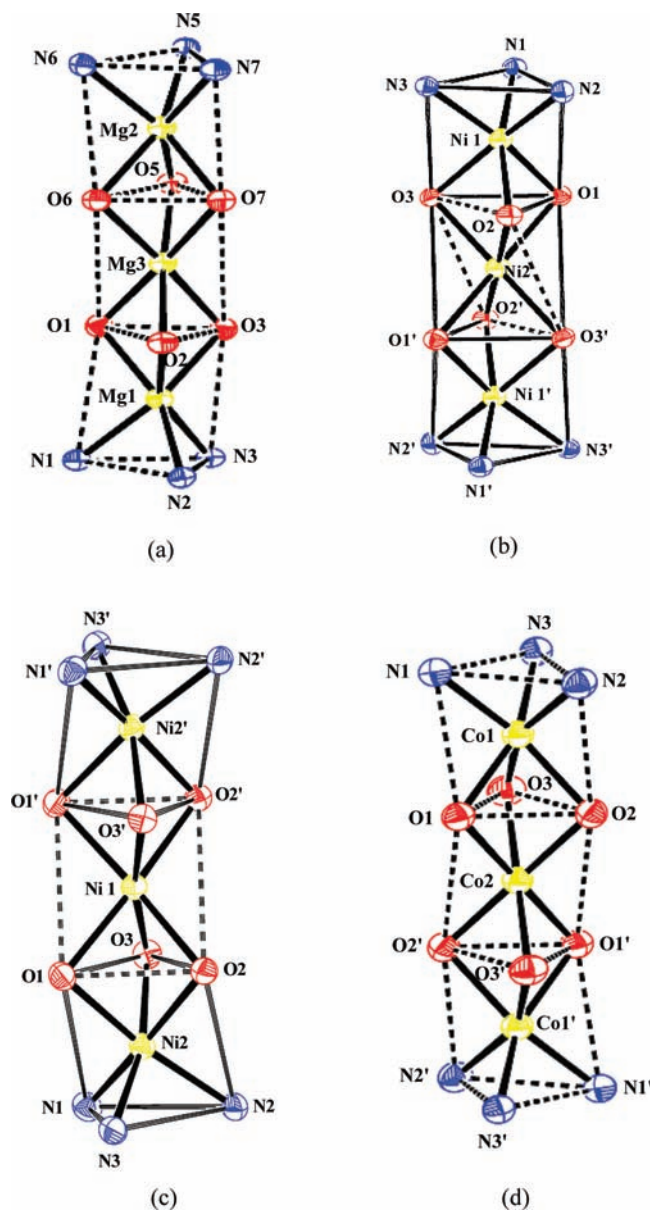 N5
N6
N7
Mg2
O5
O6
O7
Mg3
O1
O3
O2
Mg1
N1
N3
N2
(a)
N1
N3
N2
Ni 1
O3
O1
O2
Ni2
O2'
O1'
O3'
Ni 1'
N2'
N3'
N1'
(b)
N3'
N1'
N2'
Ni2'
O1'
O2'
O3'
Ni 1
O3
O1
O2
Ni2
N1
N2
N3
(c)
N3
N1
N2
Co1
O3
O1
O2
Co2
O2'
O1'
O3'
Co1'
N2'
N1'
N3'
(d)